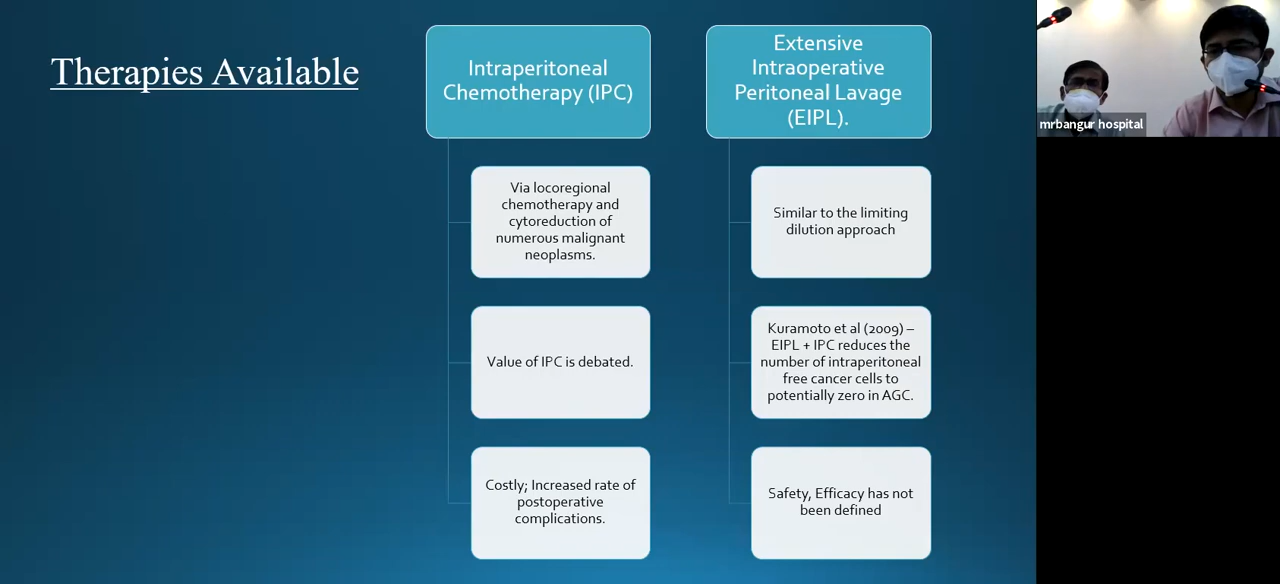 Therapies Available
Intraperitoneal
Chemotherapy (IPC)
Via locoregional
chemotherapy and
cytoreduction of
numerous malignant
neoplasms.
Value of IPC is debated.
Costly; Increased rate of
postoperative
complications.
Extensive
Intraoperative
Peritoneal Lavage
(EIPL).
Similar to the limiting
dilution approach
Kuramoto et al (2009) –
EIPL + IPC reduces the
number of intraperitoneal
free cancer cells to
potentially zero in AGC.
Safety, Efficacy has not
been defined
mrbangur hospital